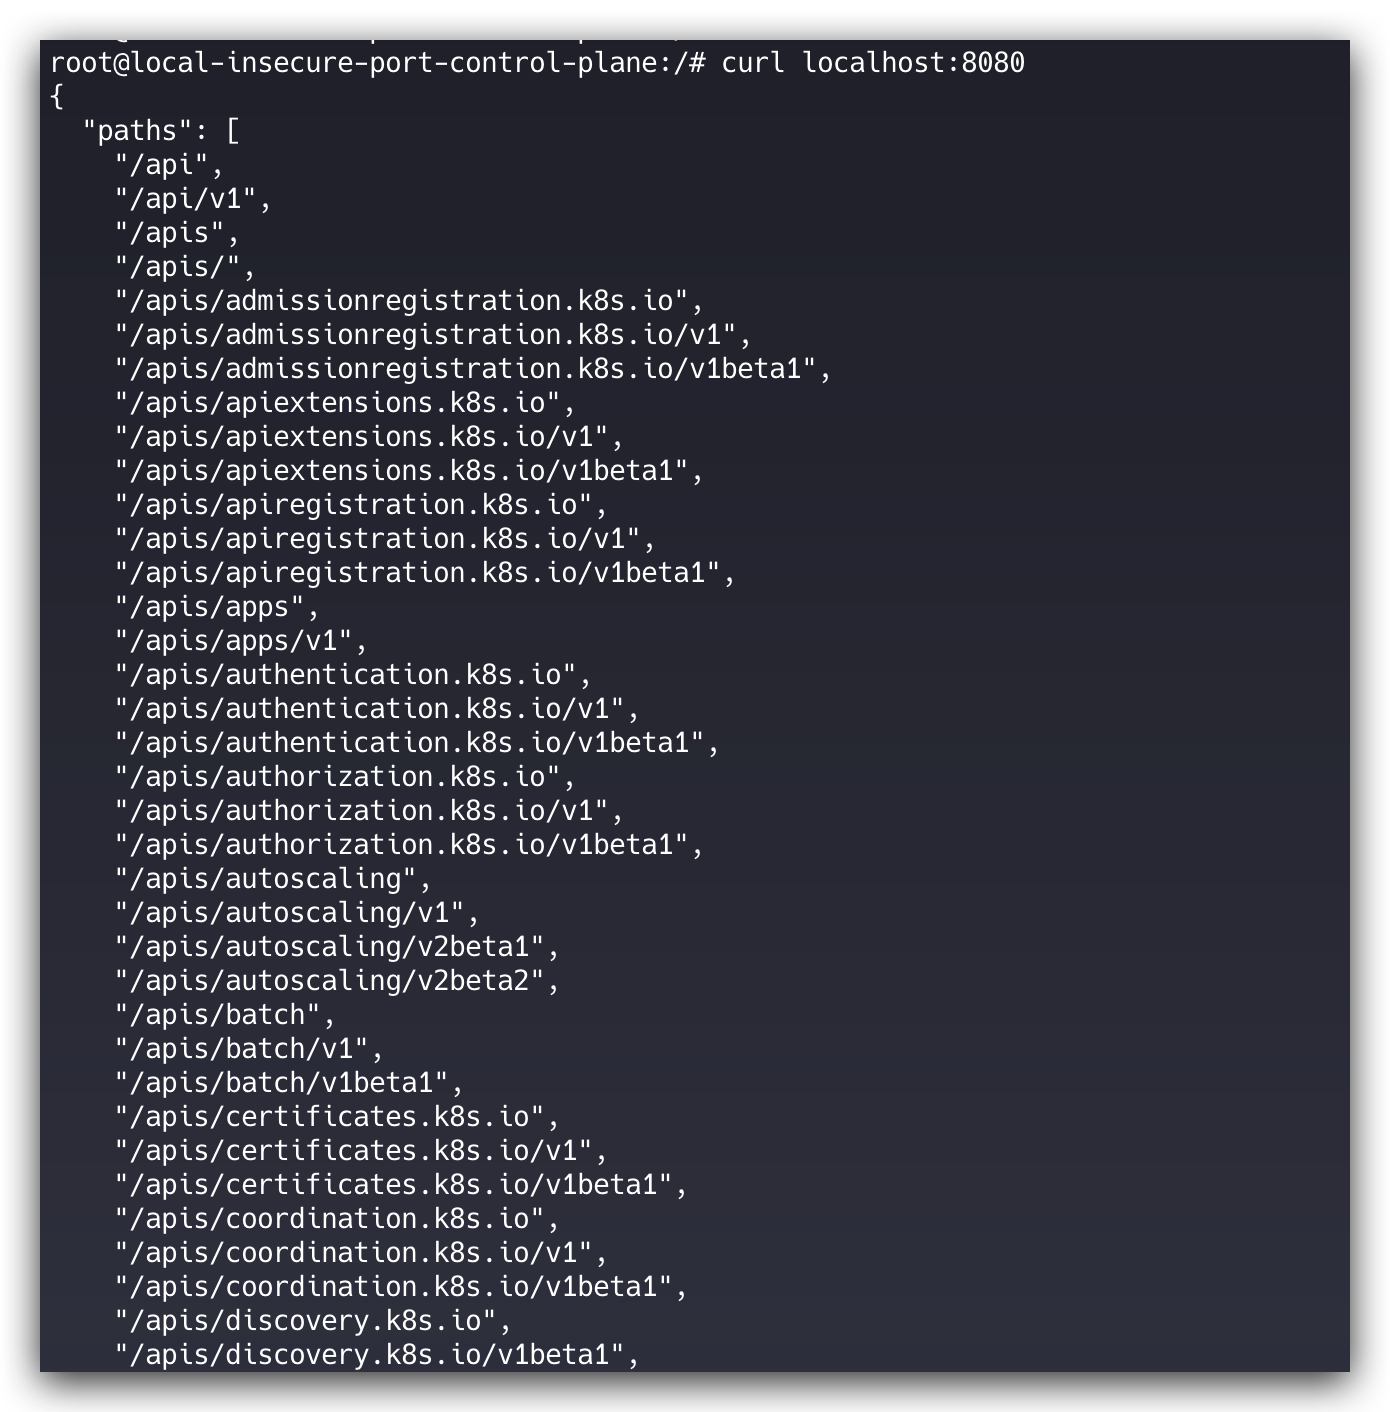 root@local-insecure-port-control-plane:/# curl localhost:8080
{
  "paths": [
    "/api",
    "/api/v1",
    "/apis",
    "/apis/",
    "/apis/admissionregistration.k8s.io",
    "/apis/admissionregistration.k8s.io/v1",
    "/apis/admissionregistration.k8s.io/v1beta1",
    "/apis/apiextensions.k8s.io",
    "/apis/apiextensions.k8s.io/v1",
    "/apis/apiextensions.k8s.io/v1beta1",
    "/apis/apiregistration.k8s.io",
    "/apis/apiregistration.k8s.io/v1",
    "/apis/apiregistration.k8s.io/v1beta1",
    "/apis/apps",
    "/apis/apps/v1",
    "/apis/authentication.k8s.io",
    "/apis/authentication.k8s.io/v1",
    "/apis/authentication.k8s.io/v1beta1",
    "/apis/authorization.k8s.io",
    "/apis/authorization.k8s.io/v1",
    "/apis/authorization.k8s.io/v1beta1",
    "/apis/autoscaling",
    "/apis/autoscaling/v1",
    "/apis/autoscaling/v2beta1",
    "/apis/autoscaling/v2beta2",
    "/apis/batch",
    "/apis/batch/v1",
    "/apis/batch/v1beta1",
    "/apis/certificates.k8s.io",
    "/apis/certificates.k8s.io/v1",
    "/apis/certificates.k8s.io/v1beta1",
    "/apis/coordination.k8s.io",
    "/apis/coordination.k8s.io/v1",
    "/apis/coordination.k8s.io/v1beta1",
    "/apis/discovery.k8s.io",
    "/apis/discovery.k8s.io/v1beta1",